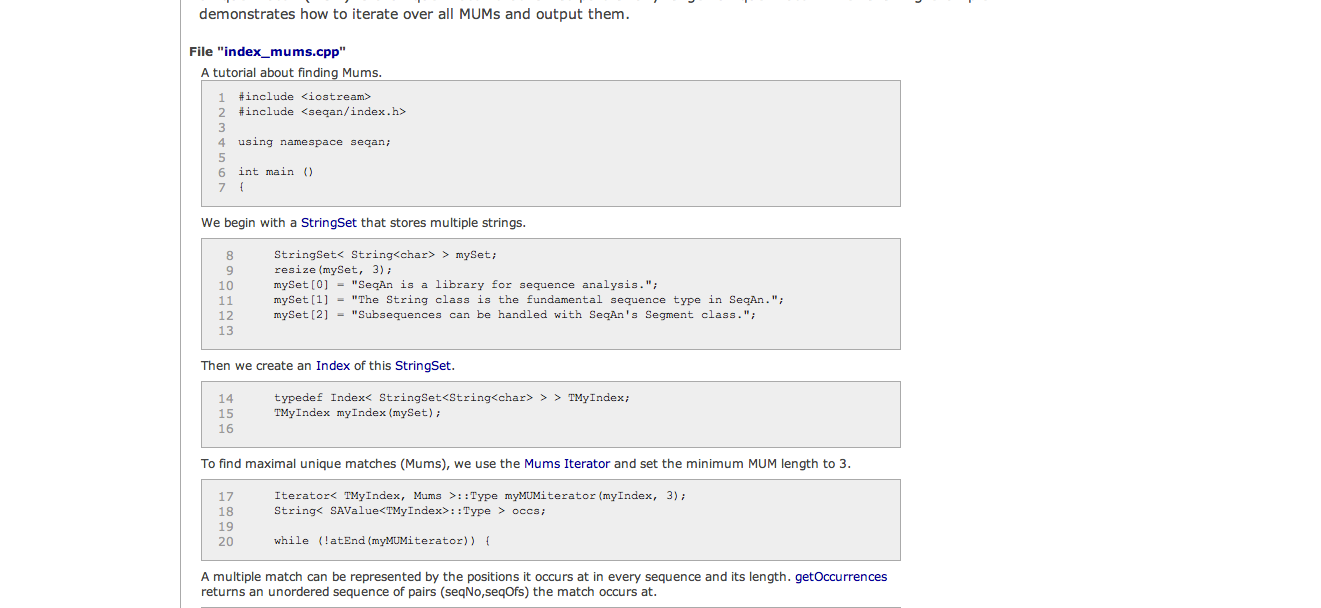 demonstrates how to iterate over all MUMs and output them.
File "index_mums.cpp"
A tutorial about finding Mums.
1 #include <iostream>
2 #include <seqan/index.h>
3
4 using namespace seqan;
5
6 int main ()
7 {
We begin with a StringSet that stores multiple strings.
8 StringSet< String<char> > mySet;
9 resize(mySet, 3);
10 mySet[0] = "SeqAn is a library for sequence analysis.";
11 mySet[1] = "The String class is the fundamental sequence type in SeqAn.";
12 mySet[2] = "Subsequences can be handled with SeqAn's Segment class.";
13
Then we create an Index of this StringSet.
14 typedef Index< StringSet<String<char> > > TMyIndex;
15 TMyIndex myIndex(mySet);
16
To find maximal unique matches (Mums), we use the Mums Iterator and set the minimum MUM length to 3.
17 Iterator< TMyIndex, Mums >::Type myMUMiterator(myIndex, 3);
18 String< SAValue<TMyIndex>::Type > occs;
19
20 while (!atEnd(myMUMiterator)) {
A multiple match can be represented by the positions it occurs at in every sequence and its length. getOccurrences
returns an unordered sequence of pairs (seqNo,seqOfs) the match occurs at.